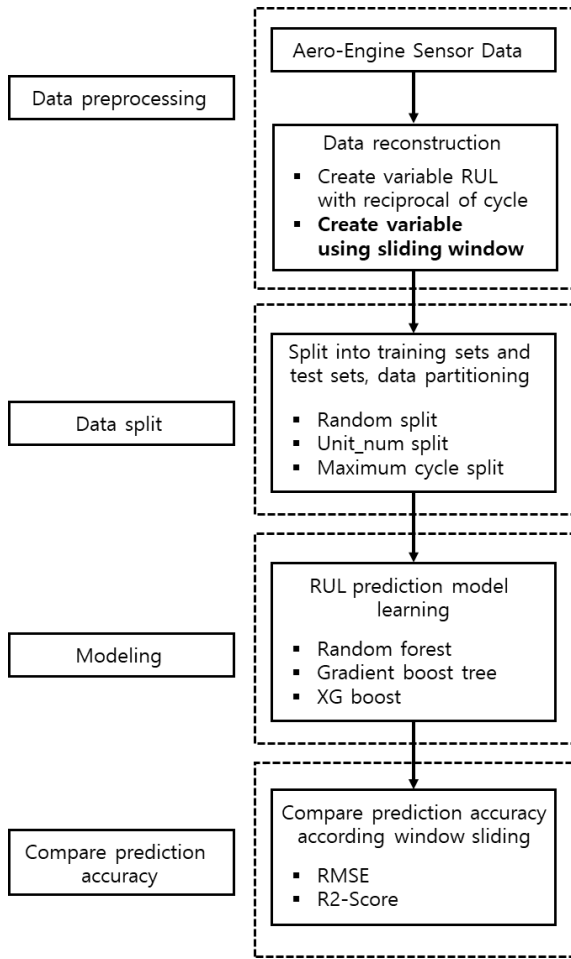 Data preprocessing
Aero-Engine Sensor Data
Data reconstruction
▪ Create variable RUL
with reciprocal of cycle
▪ Create variable
using sliding window
Data split
Split into training sets and
test sets, data partitioning
▪ Random split
▪ Unit_num split
▪ Maximum cycle split
Modeling
RUL prediction model
learning
▪ Random forest
▪ Gradient boost tree
▪ XG boost
Compare prediction
accuracy
Compare prediction accuracy
according window sliding
▪ RMSE
▪ R2-Score